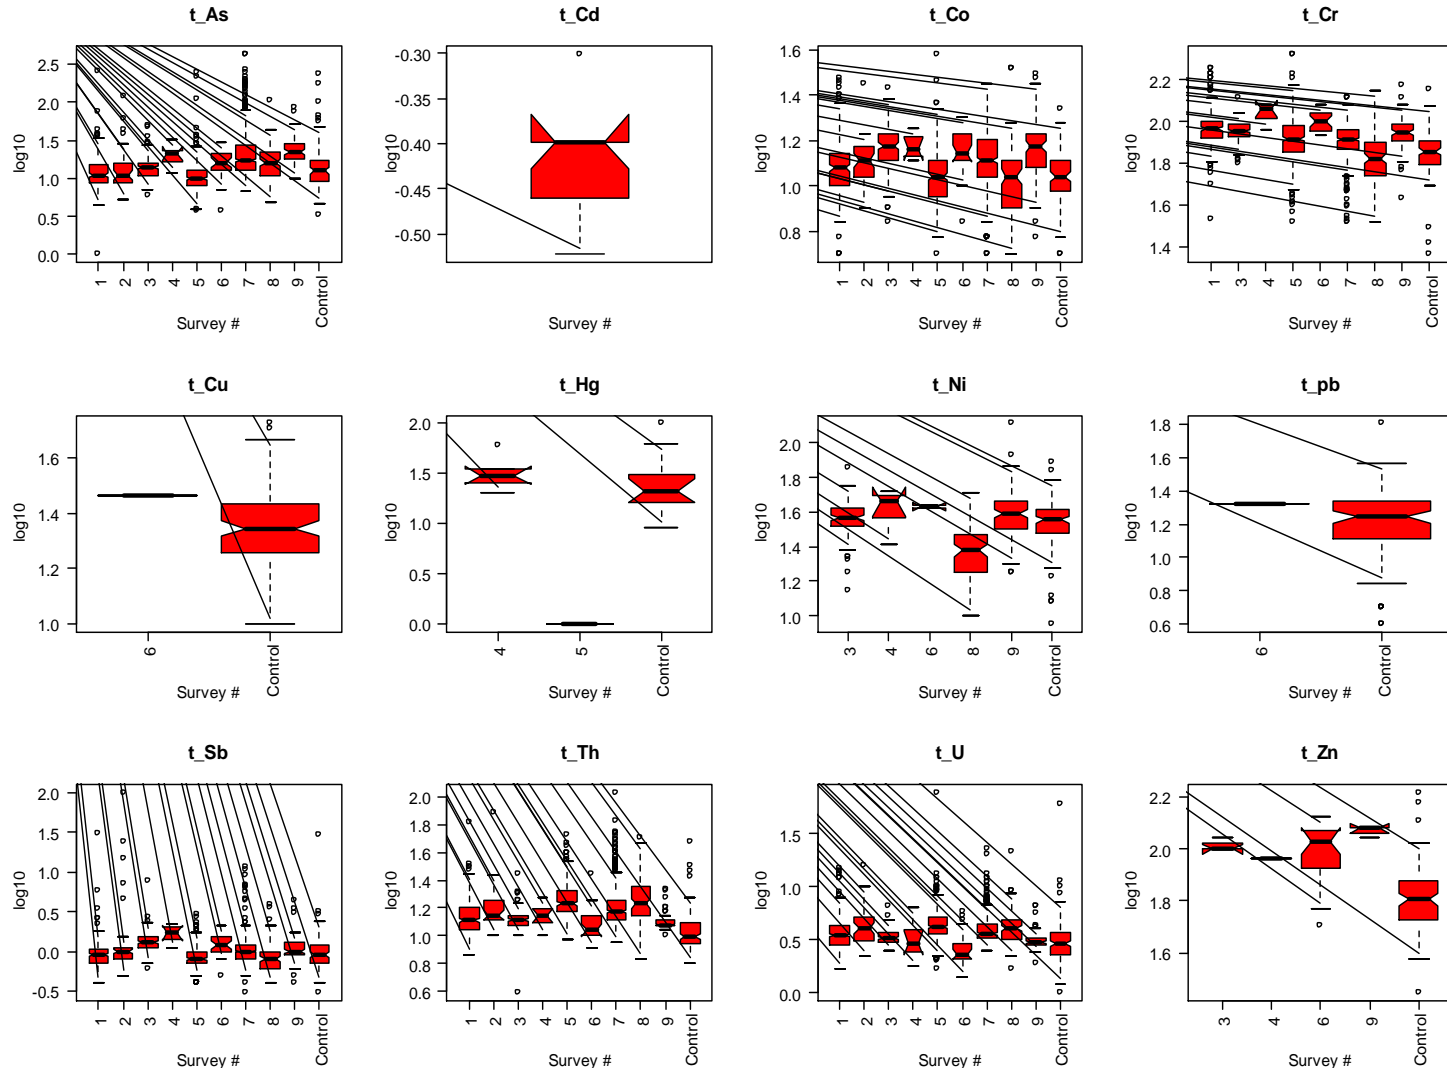 t_As
t_Cd
t_Co
t_Cr
log10
0.0
0.5
1.0
1.5
2.0
2.5
1
2
3
4
5
6
7
8
9
Control
Survey #
log10
-0.50
-0.45
-0.40
-0.35
-0.30
log10
0.8
1.0
1.2
1.4
1.6
1
2
3
4
5
6
7
8
9
Control
Survey #
log10
1.4
1.6
1.8
2.0
2.2
1
3
4
5
6
7
8
9
Control
Survey #
t_Cu
t_Hg
t_Ni
t_pb
log10
1.0
1.2
1.4
1.6
6
Control
Survey #
log10
0.0
0.5
1.0
1.5
2.0
4
5
Control
Survey #
log10
1.0
1.2
1.4
1.6
1.8
2.0
3
4
6
8
9
Control
Survey #
log10
0.6
0.8
1.0
1.2
1.4
1.6
1.8
6
Control
Survey #
t_Sb
t_Th
t_U
t_Zn
log10
-0.5
0.0
0.5
1.0
1.5
2.0
1
2
3
4
5
6
7
8
9
Control
Survey #
log10
0.6
0.8
1.0
1.2
1.4
1.6
1.8
2.0
1
2
3
4
5
6
7
8
9
Control
Survey #
log10
0.0
0.5
1.0
1.5
1
2
3
4
5
6
7
8
9
Control
Survey #
log10
1.6
1.8
2.0
2.2
3
4
6
9
Control
Survey #